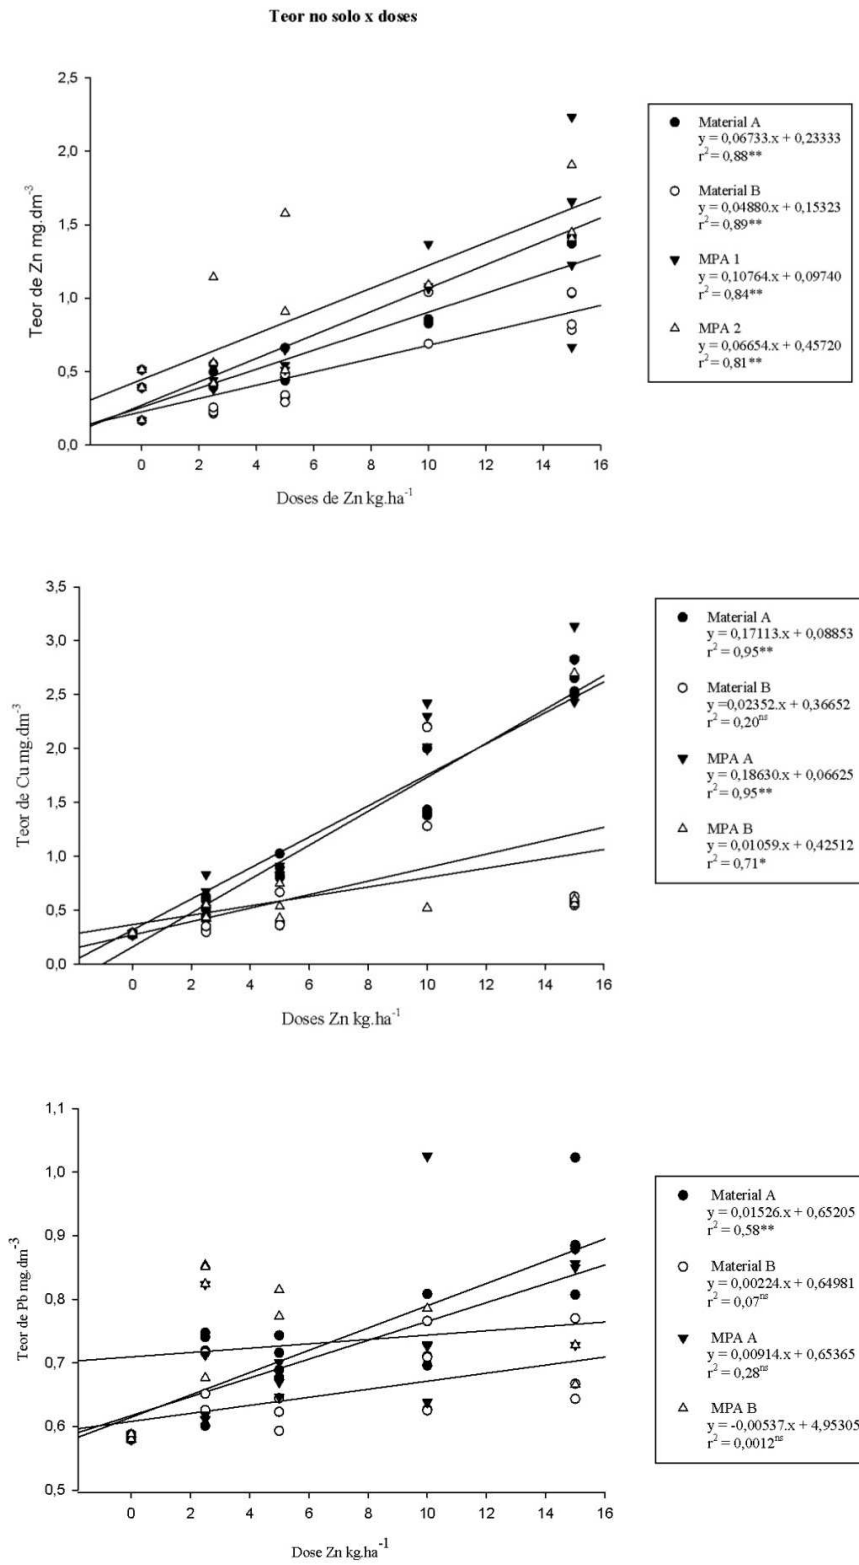 Teor no solo x doses
Teor de Zn mg.dm-3
2,5
2,0
1,5
1,0
0,5
0,0
0 2 4 6 8 10 12 14 16
Doses de Zn kg.ha-1
Material A
y = 0,06733.x + 0,23333
r2 = 0,88**
Material B
y = 0,04880.x + 0,15323
r2 = 0,89**
MPA 1
y = 0,10764.x + 0,09740
r2 = 0,84**
MPA 2
y = 0,06654.x + 0,45720
r2 = 0,81**
Teor de Cu mg.dm-3
3,5
3,0
2,5
2,0
1,5
1,0
0,5
0,0
0 2 4 6 8 10 12 14 16
Doses Zn kg.ha-1
Material A
y = 0,17113.x + 0,08853
r2 = 0,95**
Material B
y =0,02352.x + 0,36652
r2 = 0,20ns
MPA A
y = 0,18630.x + 0,06625
r2 = 0,95**
MPA B
y = 0,01059.x + 0,42512
r2 = 0,71*
Teor de Pb mg.dm-3
1,1
1,0
0,9
0,8
0,7
0,6
0,5
0 2 4 6 8 10 12 14 16
Dose Zn kg.ha-1
Material A
y = 0,01526.x + 0,65205
r2 = 0,58**
Material B
y = 0,00224.x + 0,64981
r2 = 0,07ns
MPA A
y = 0,00914.x + 0,65365
r2 = 0,28ns
MPA B
y = -0,00537.x + 4,95305
r2 = 0,0012ns